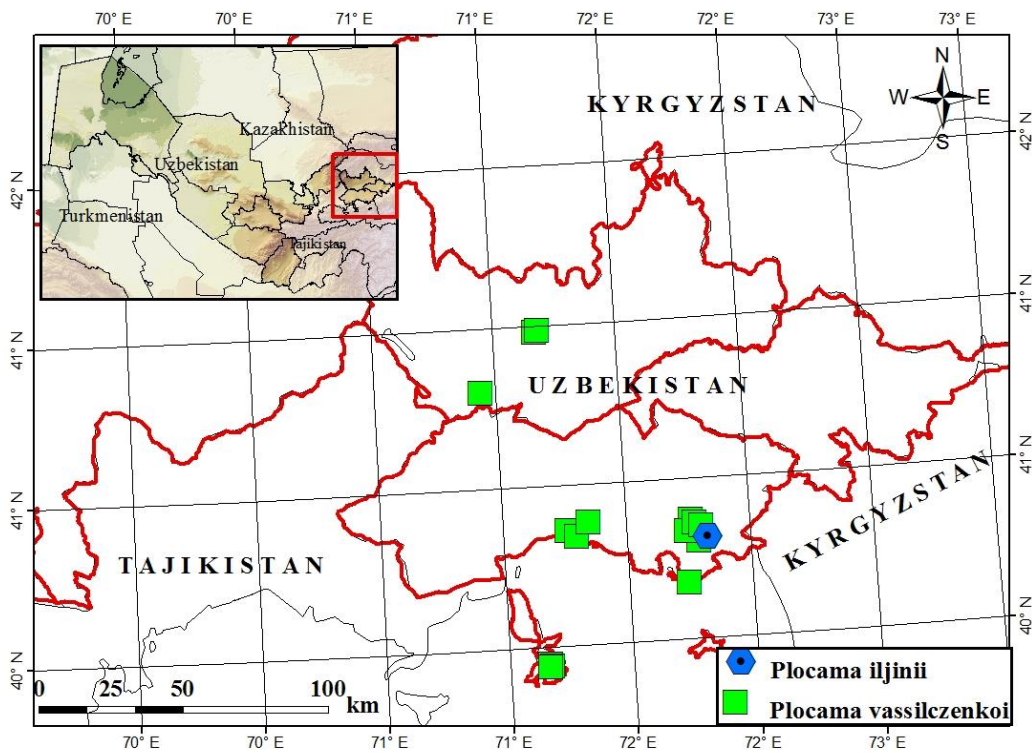 70° E 70° E 71° E 71° E 72° E 72° E 73° E 73° E
KYRGYZSTAN
N
W E
S
Kazakhstan
Uzbekistan
Turkmenistan
Tajikistan
42° N
42° N
41° N
41° N
UZBEKISTAN
41° N
41° N
KYRGYZSTAN
TAJIKISTAN
40° N
40° N
0 25 50 100
km
Plocama iljinii
Plocama vassilczenkoi
70° E 70° E 71° E 71° E 72° E 72° E 73° E